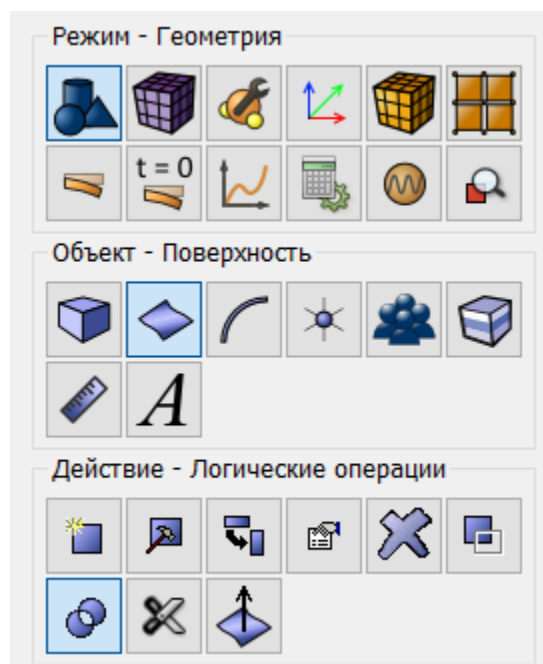 Режим - Геометрия
t = 0
Объект - Поверхность
A
Действие - Логические операции